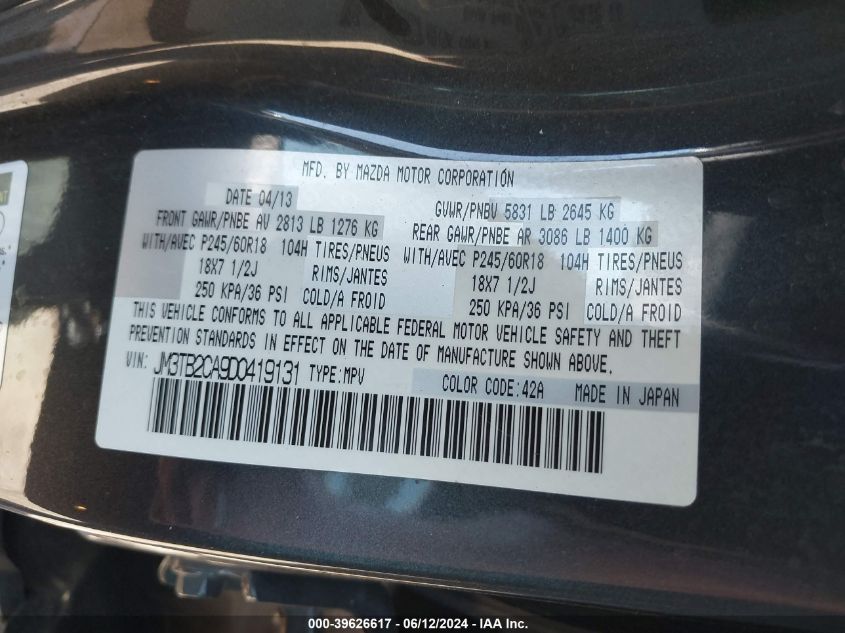 MFD. BY MAZDA MOTOR CORPORATION
DATE 04/13
GVWR/PNBV 5831 LB 2645 KG
FRONT GAWR/PNBE AV 2813 LB 1276 KG
REAR GAWR/PNBE AR 3086 LB 1400 KG
WITH/AVEC P245/60R18 104H TIRES/PNEUS
WITH/AVEC P245/60R18 104H TIRES/PNEUS
18X7 1/2J RIMS/JANTES
18X7 1/2J RIMS/JANTES
250 KPA/36 PSI COLD/A FROID
250 KPA/36 PSI COLD/A FROID
THIS VEHICLE CONFORMS TO ALL APPLICABLE FEDERAL MOTOR VEHICLE SAFETY AND THEFT
PREVENTION STANDARDS IN EFFECT ON THE DATE OF MANUFACTURE SHOWN ABOVE.
VIN: JM3TB2CA9D0419131 TYPE:MPV
COLOR CODE:42A MADE IN JAPAN
000-39626617 - 06/12/2024 - IAAI.com